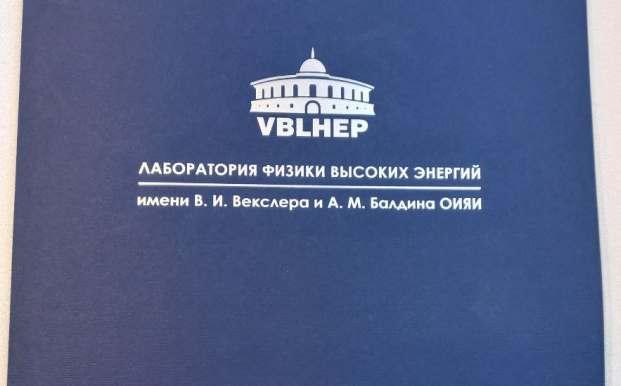 VBLHEP
ЛАБОРАТОРИЯ ФИЗИКИ ВЫСОКИХ ЭНЕРГИЙ
имени В. И. Векслера и А. М. Балдина ОИЯИ